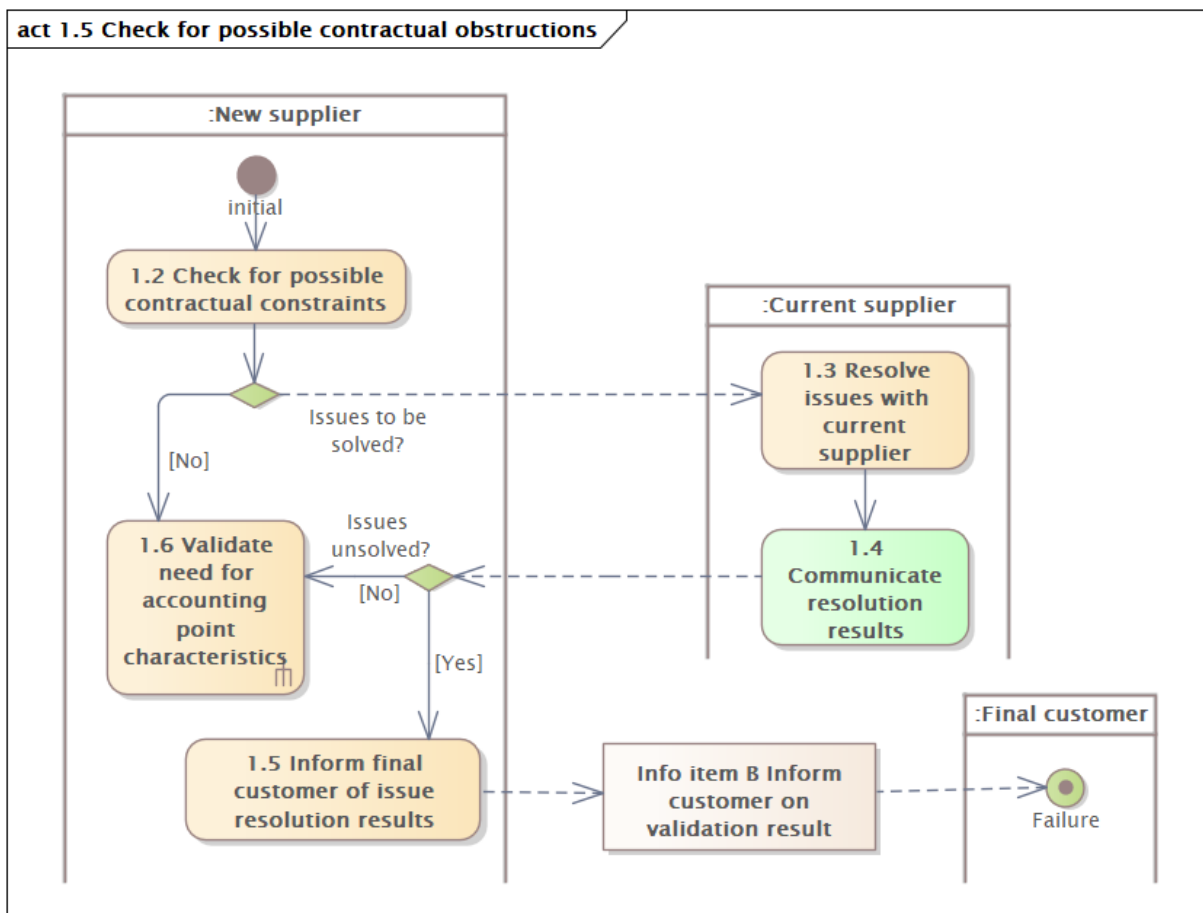 act 1.5 Check for possible contractual obstructions
:New supplier
initial
1.2 Check for possible
contractual constraints
:Current supplier
1.3 Resolve
issues with
current
supplier
Issues to be
solved?
[No]
Issues
unsolved?
1.6 Validate
need for
accounting
point
characteristics
[No]
1.4
Communicate
resolution
results
[Yes]
:Final customer
1.5 Inform final
customer of issue
resolution results
Info item B Inform
customer on
validation result
Failure